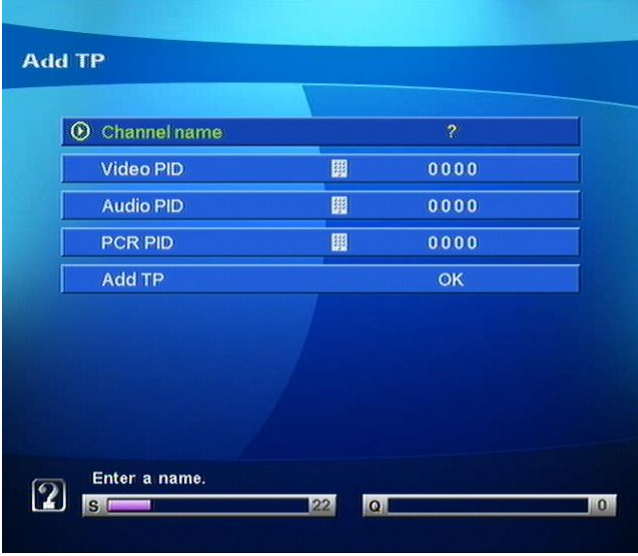 Add TP
Channel name ?
Video PID 0000
Audio PID 0000
PCR PID 0000
Add TP OK
Enter a name.
S 22 Q 0